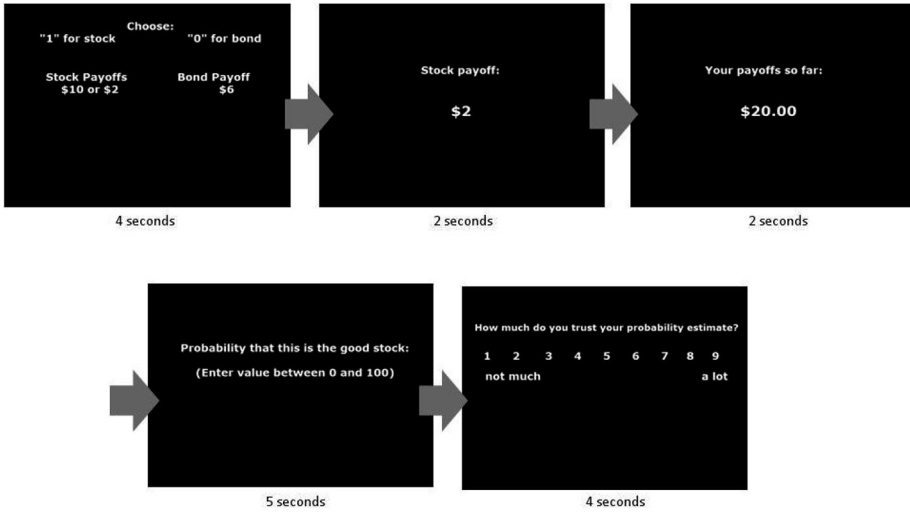 Choose:
"1" for stock "0" for bond
Stock Payoffs Bond Payoff
$10 or $2 $6
4 seconds
Stock payoff:
$2
2 seconds
Your payoffs so far:
$20.00
2 seconds
Probability that this is the good stock:
(Enter value between 0 and 100)
5 seconds
How much do you trust your probability estimate?
1 2 3 4 5 6 7 8 9
not much a lot
4 seconds